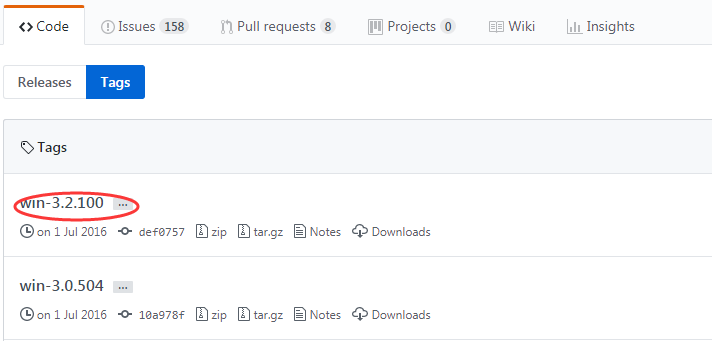 Code Issues 158 Pull requests 8 Projects 0 Wiki Insights
Releases Tags
Tags
win-3.2.100 ...
on 1 Jul 2016 def0757 zip tar.gz Notes Downloads
win-3.0.504 ...
on 1 Jul 2016 10a978f zip tar.gz Notes Downloads